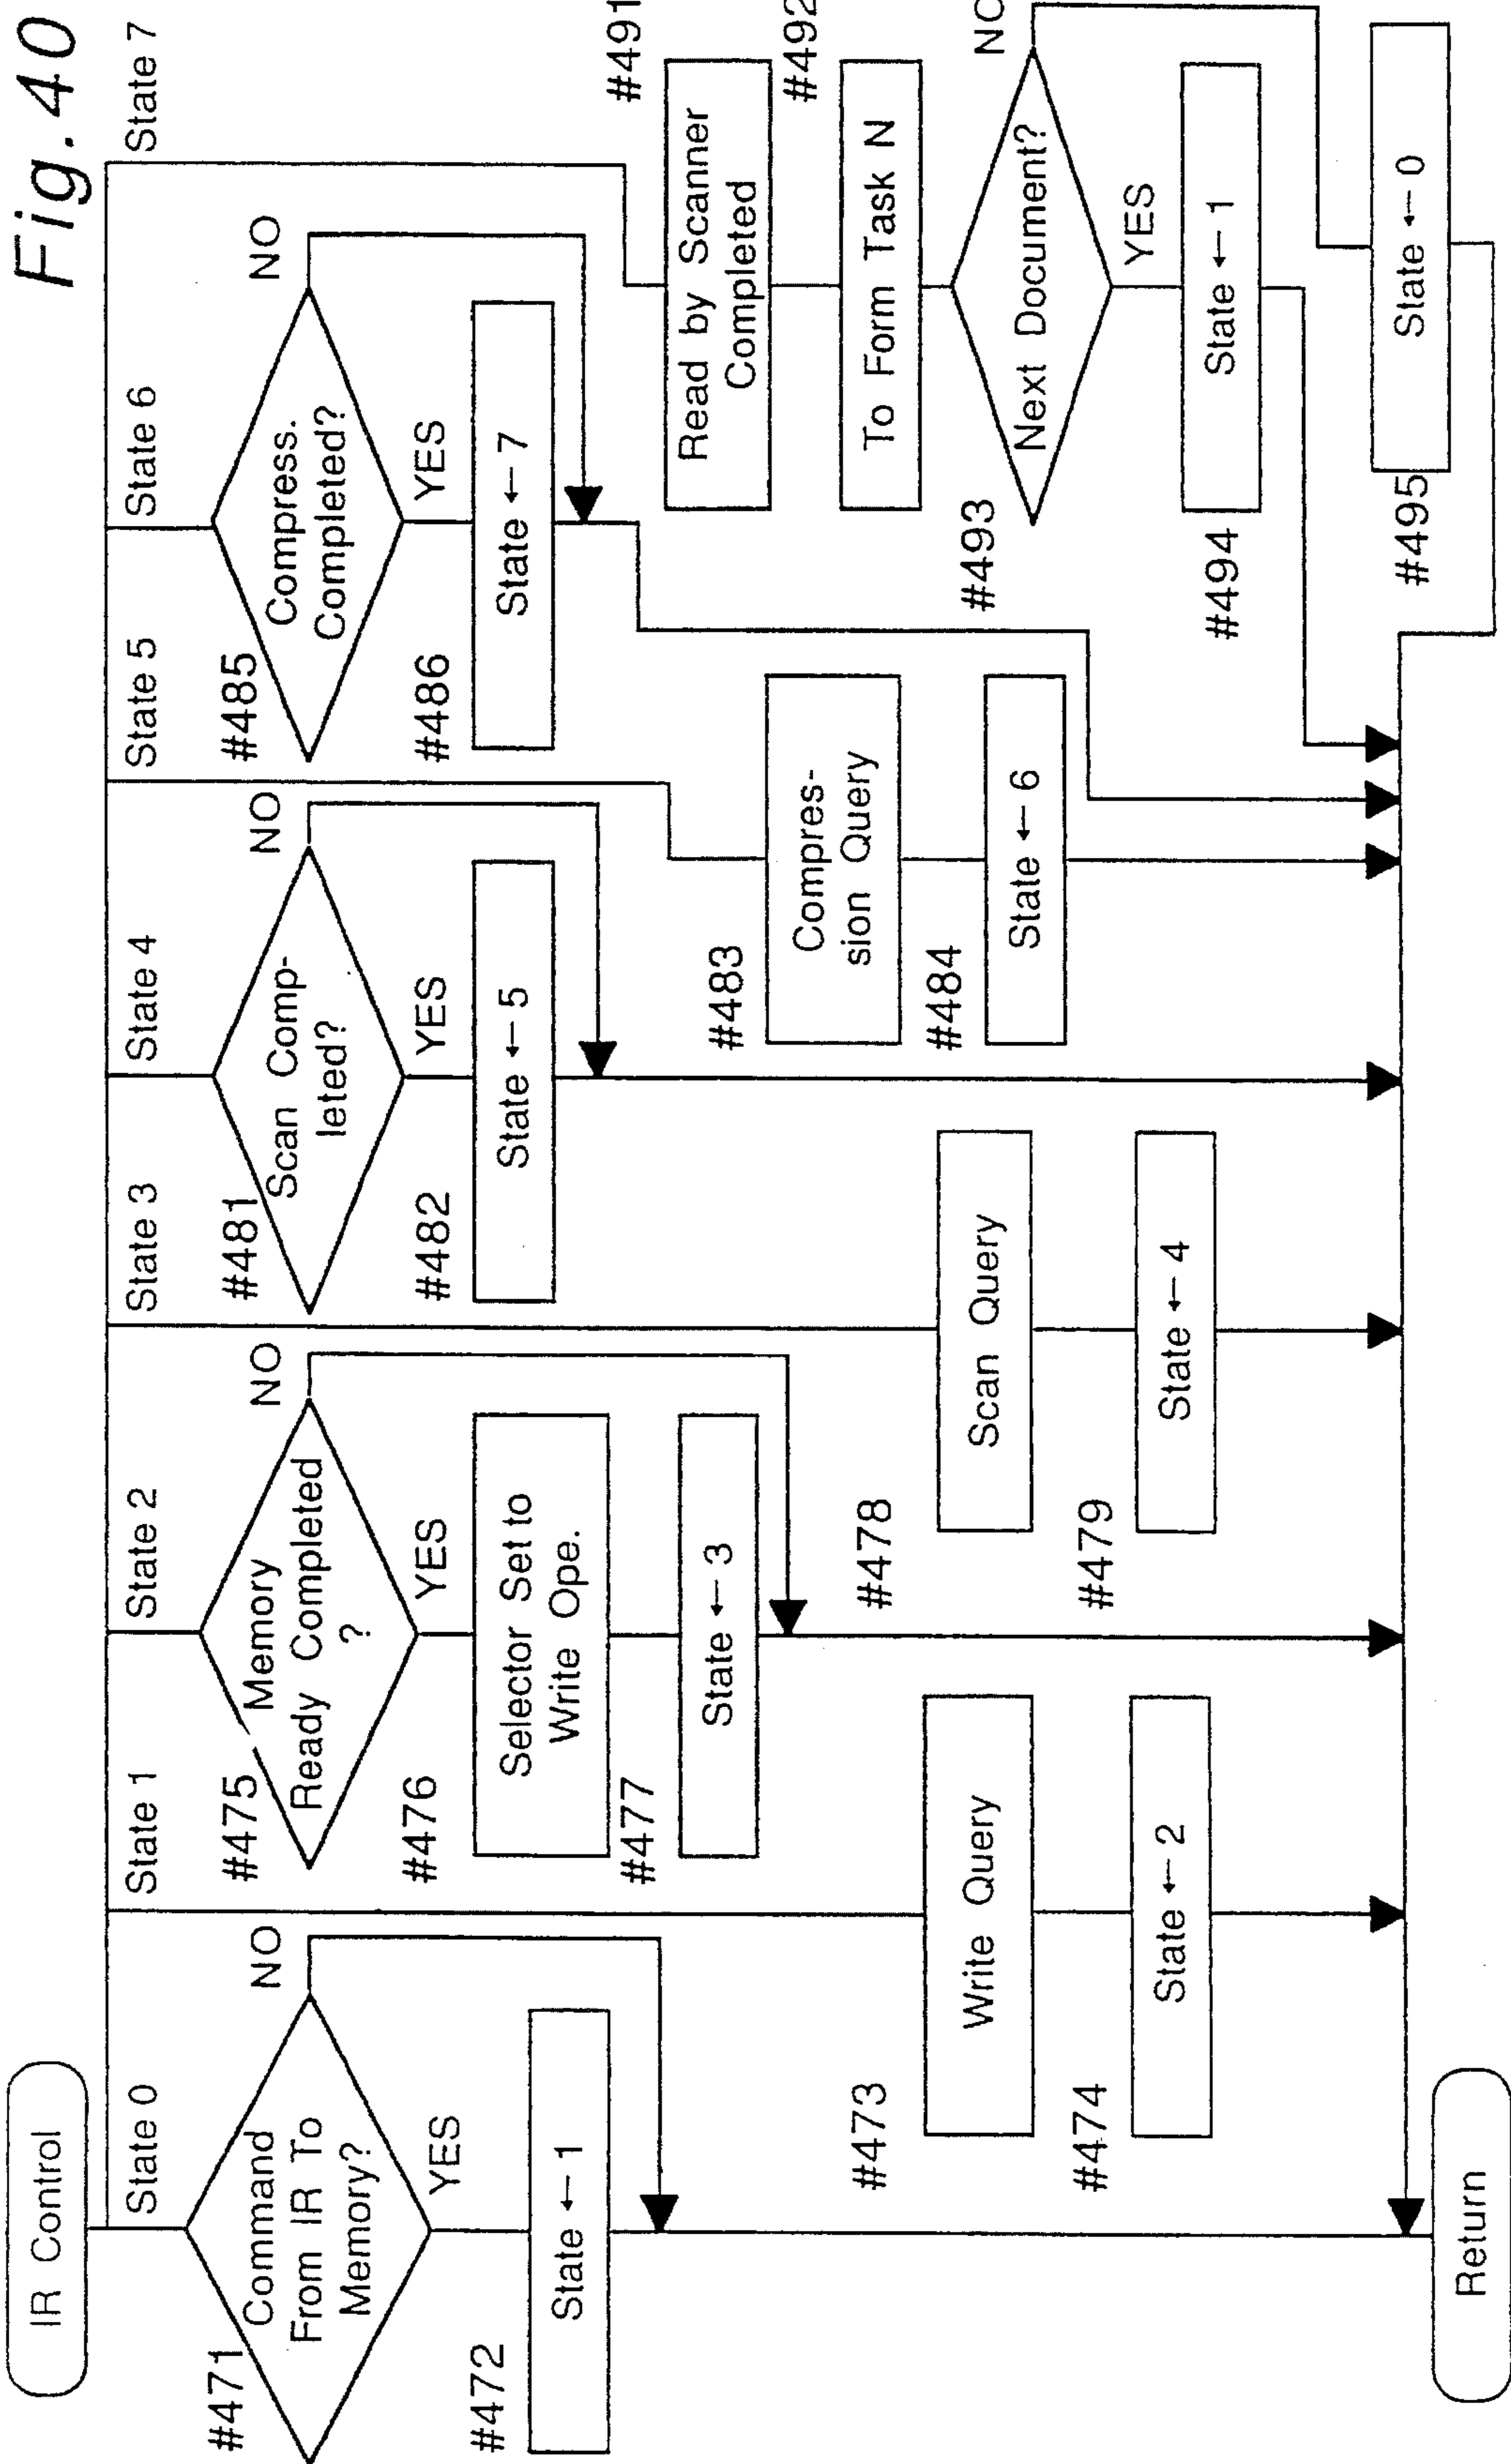 Fig. 40
IR Control
State 0
#471
Command
From IR To
Memory?
NO
YES
#472
State ← 1
State 1
#473
Write Query
#474
State ← 2
State 2
#475
Memory
Ready Completed
?
NO
YES
#476
Selector Set to
Write Ope.
#477
State ← 3
State 3
#478
Scan Query
#479
State ← 4
State 4
#481
Scan Comp-
leted?
NO
YES
#482
State ← 5
State 5
#483
Compres-
sion Query
#484
State ← 6
State 6
#485
Compress.
Completed?
NO
YES
#486
State ← 7
State 7
#491
Read by Scanner
Completed
#492
To Form Task N
#493
Next Document?
NO
YES
#494
State ← 1
#495
State ← 0
Return